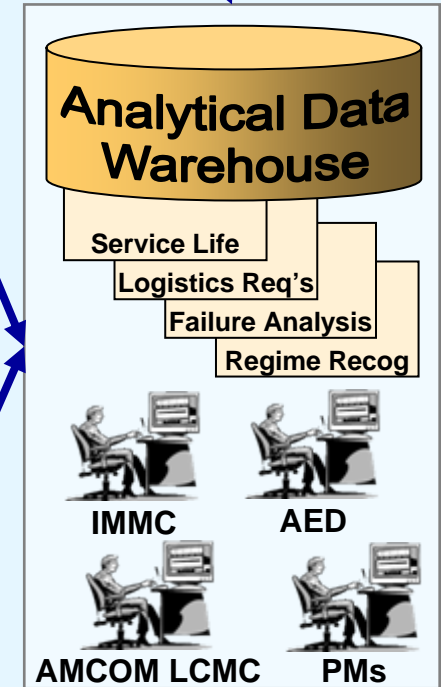 Analytical Data
Warehouse
Service Life
Logistics Req's
Failure Analysis
Regime Recog
IMMC AED
AMCOM LCMC PMs